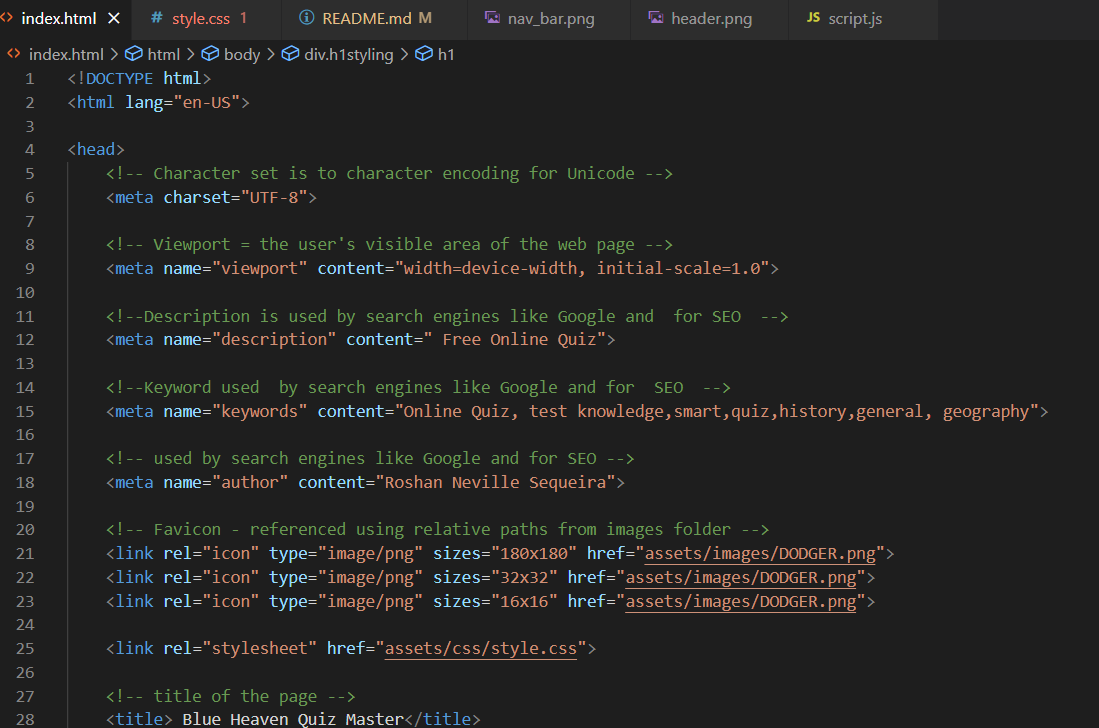 index.html × # style.css 1 README.md M nav_bar.png header.png JS script.js
<> index.html > html > body > div.h1styling > h1
1 <!DOCTYPE html>
2 <html lang="en-US">
3
4 <head>
5 <!-- Character set is to character encoding for Unicode -->
6 <meta charset="UTF-8">
7
8 <!-- Viewport = the user's visible area of the web page -->
9 <meta name="viewport" content="width=device-width, initial-scale=1.0">
10
11 <!--Description is used by search engines like Google and  for SEO  -->
12 <meta name="description" content=" Free Online Quiz">
13
14 <!--Keyword used  by search engines like Google and for  SEO  -->
15 <meta name="keywords" content="Online Quiz, test knowledge,smart,quiz,history,general, geography">
16
17 <!-- used by search engines like Google and for SEO -->
18 <meta name="author" content="Roshan Neville Sequeira">
19
20 <!-- Favicon - referenced using relative paths from images folder -->
21 <link rel="icon" type="image/png" sizes="180x180" href="assets/images/DODGER.png">
22 <link rel="icon" type="image/png" sizes="32x32" href="assets/images/DODGER.png">
23 <link rel="icon" type="image/png" sizes="16x16" href="assets/images/DODGER.png">
24
25 <link rel="stylesheet" href="assets/css/style.css">
26
27 <!-- title of the page -->
28 <title> Blue Heaven Quiz Master</title>